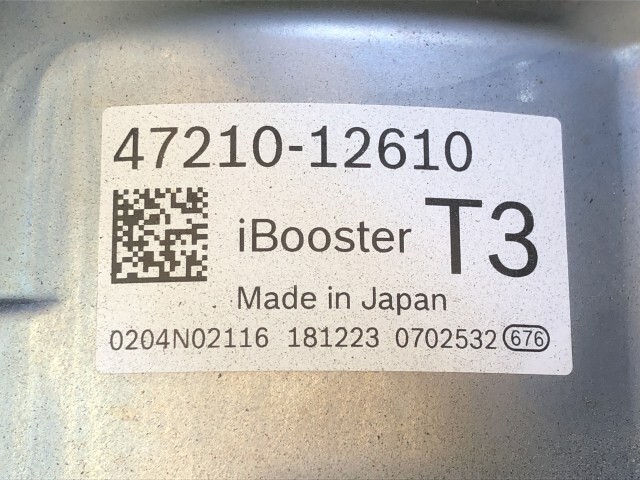 47210-12610
iBooster T3
Made in Japan
0204N02116 181223 0702532 676